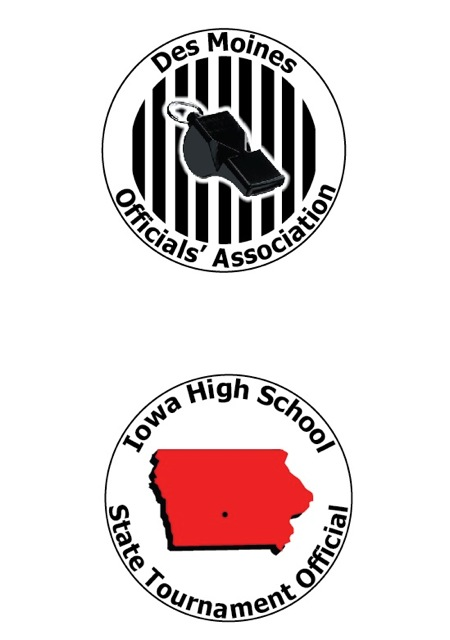 Des Moines
Officials’ Association
Iowa High School
State Tournament Official